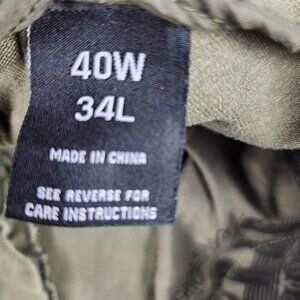 40W
34L
MADE IN CHINA
SEE REVERSE FOR
CARE INSTRUCTIONS